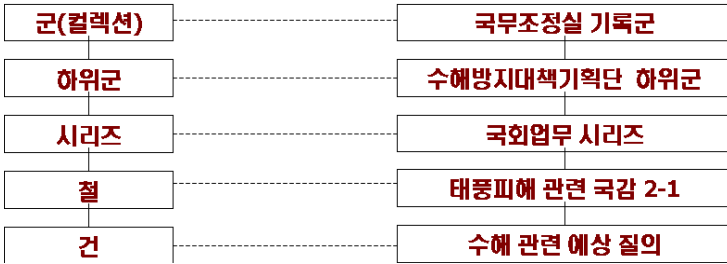 군(컬렉션) 국무조정실 기록군
하위군 수해방지대책기획단 하위군
시리즈 국회업무 시리즈
철 태풍피해 관련 국감 2-1
건 수해 관련 예상 질의